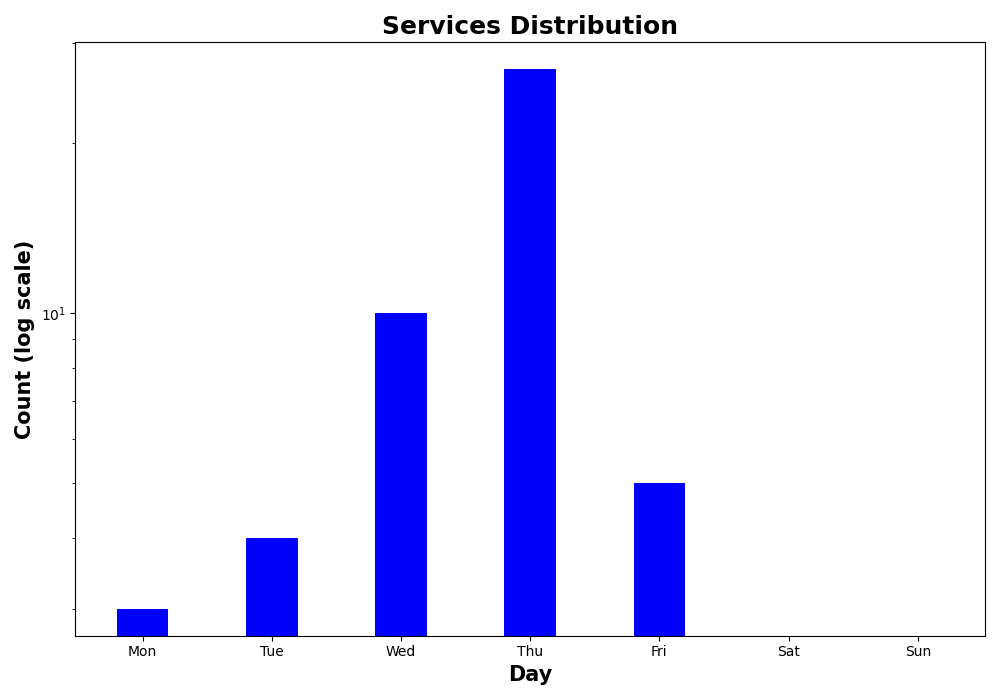 Services Distribution
Count (log scale)
10¹
Mon Tue Wed Thu Fri Sat Sun
Day